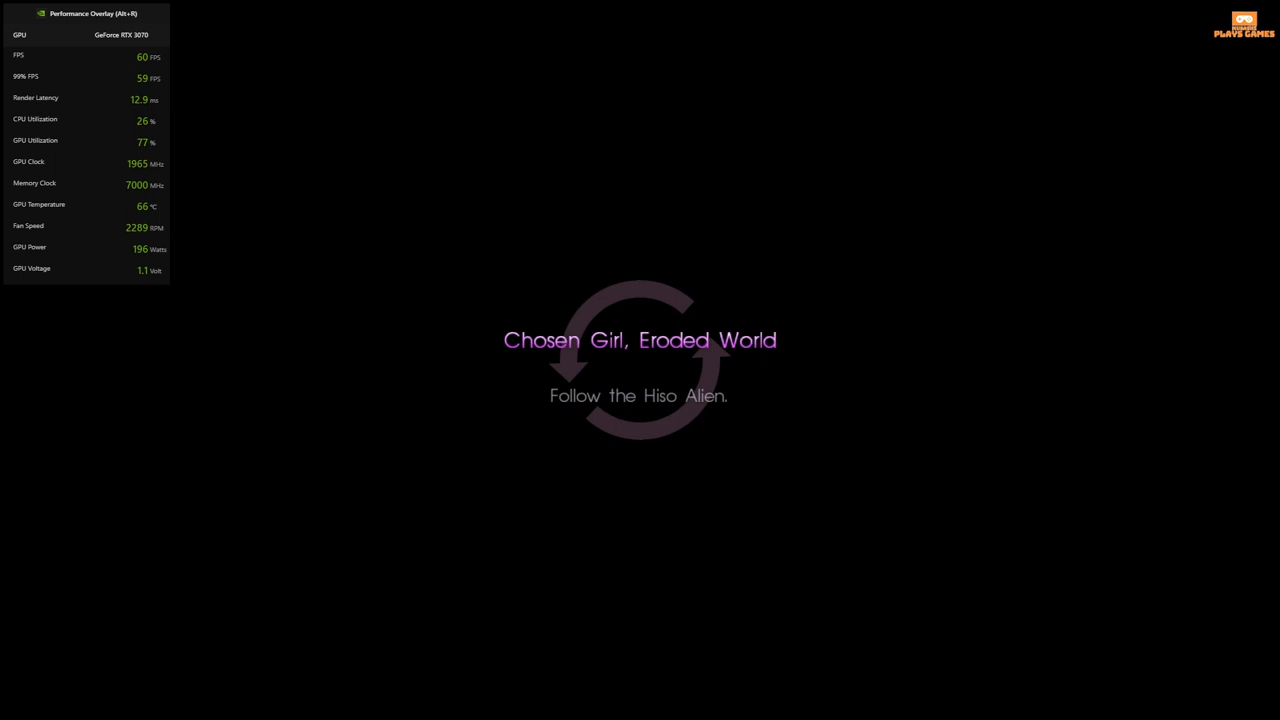 Performance Overlay (Alt+R)
GPU GeForce RTX 3070
FPS 60 FPS
99% FPS 59 FPS
Render Latency 12.9 ms
CPU Utilization 26 %
GPU Utilization 77 %
GPU Clock 1965 MHz
Memory Clock 7000 MHz
GPU Temperature 66 °C
Fan Speed 2289 RPM
GPU Power 196 Watts
GPU Voltage 1.1 Volt
PLAYS GAMES
Chosen Girl, Eroded World
Follow the Hiso Alien.